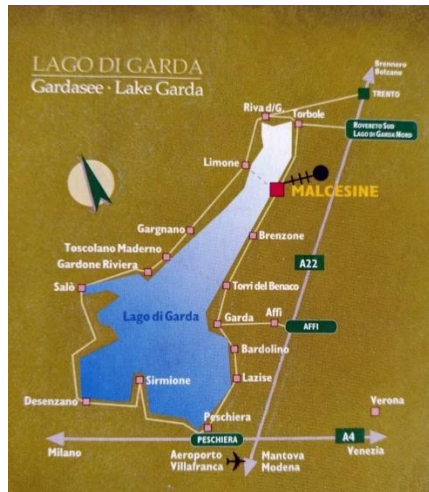 LAGO DI GARDA
Gardasee · Lake Garda
Brennero
Bolzano
TRENTO
Riva d/G.
Torbole
ROVERETO SUD
LAGO DI GARDA NORD
Limone
MALCESINE
Gargnano
Brenzone
Toscolano Maderno
Gardone Riviera
A22
Salò
Torri del Benaco
Lago di Garda
Garda
Affi
AFFI
Bardolino
Sirmione
Lazise
Desenzano
Peschiera
Verona
PESCHIERA
A4
Milano
Aeroporto
Villafranca
Mantova
Modena
Venezia